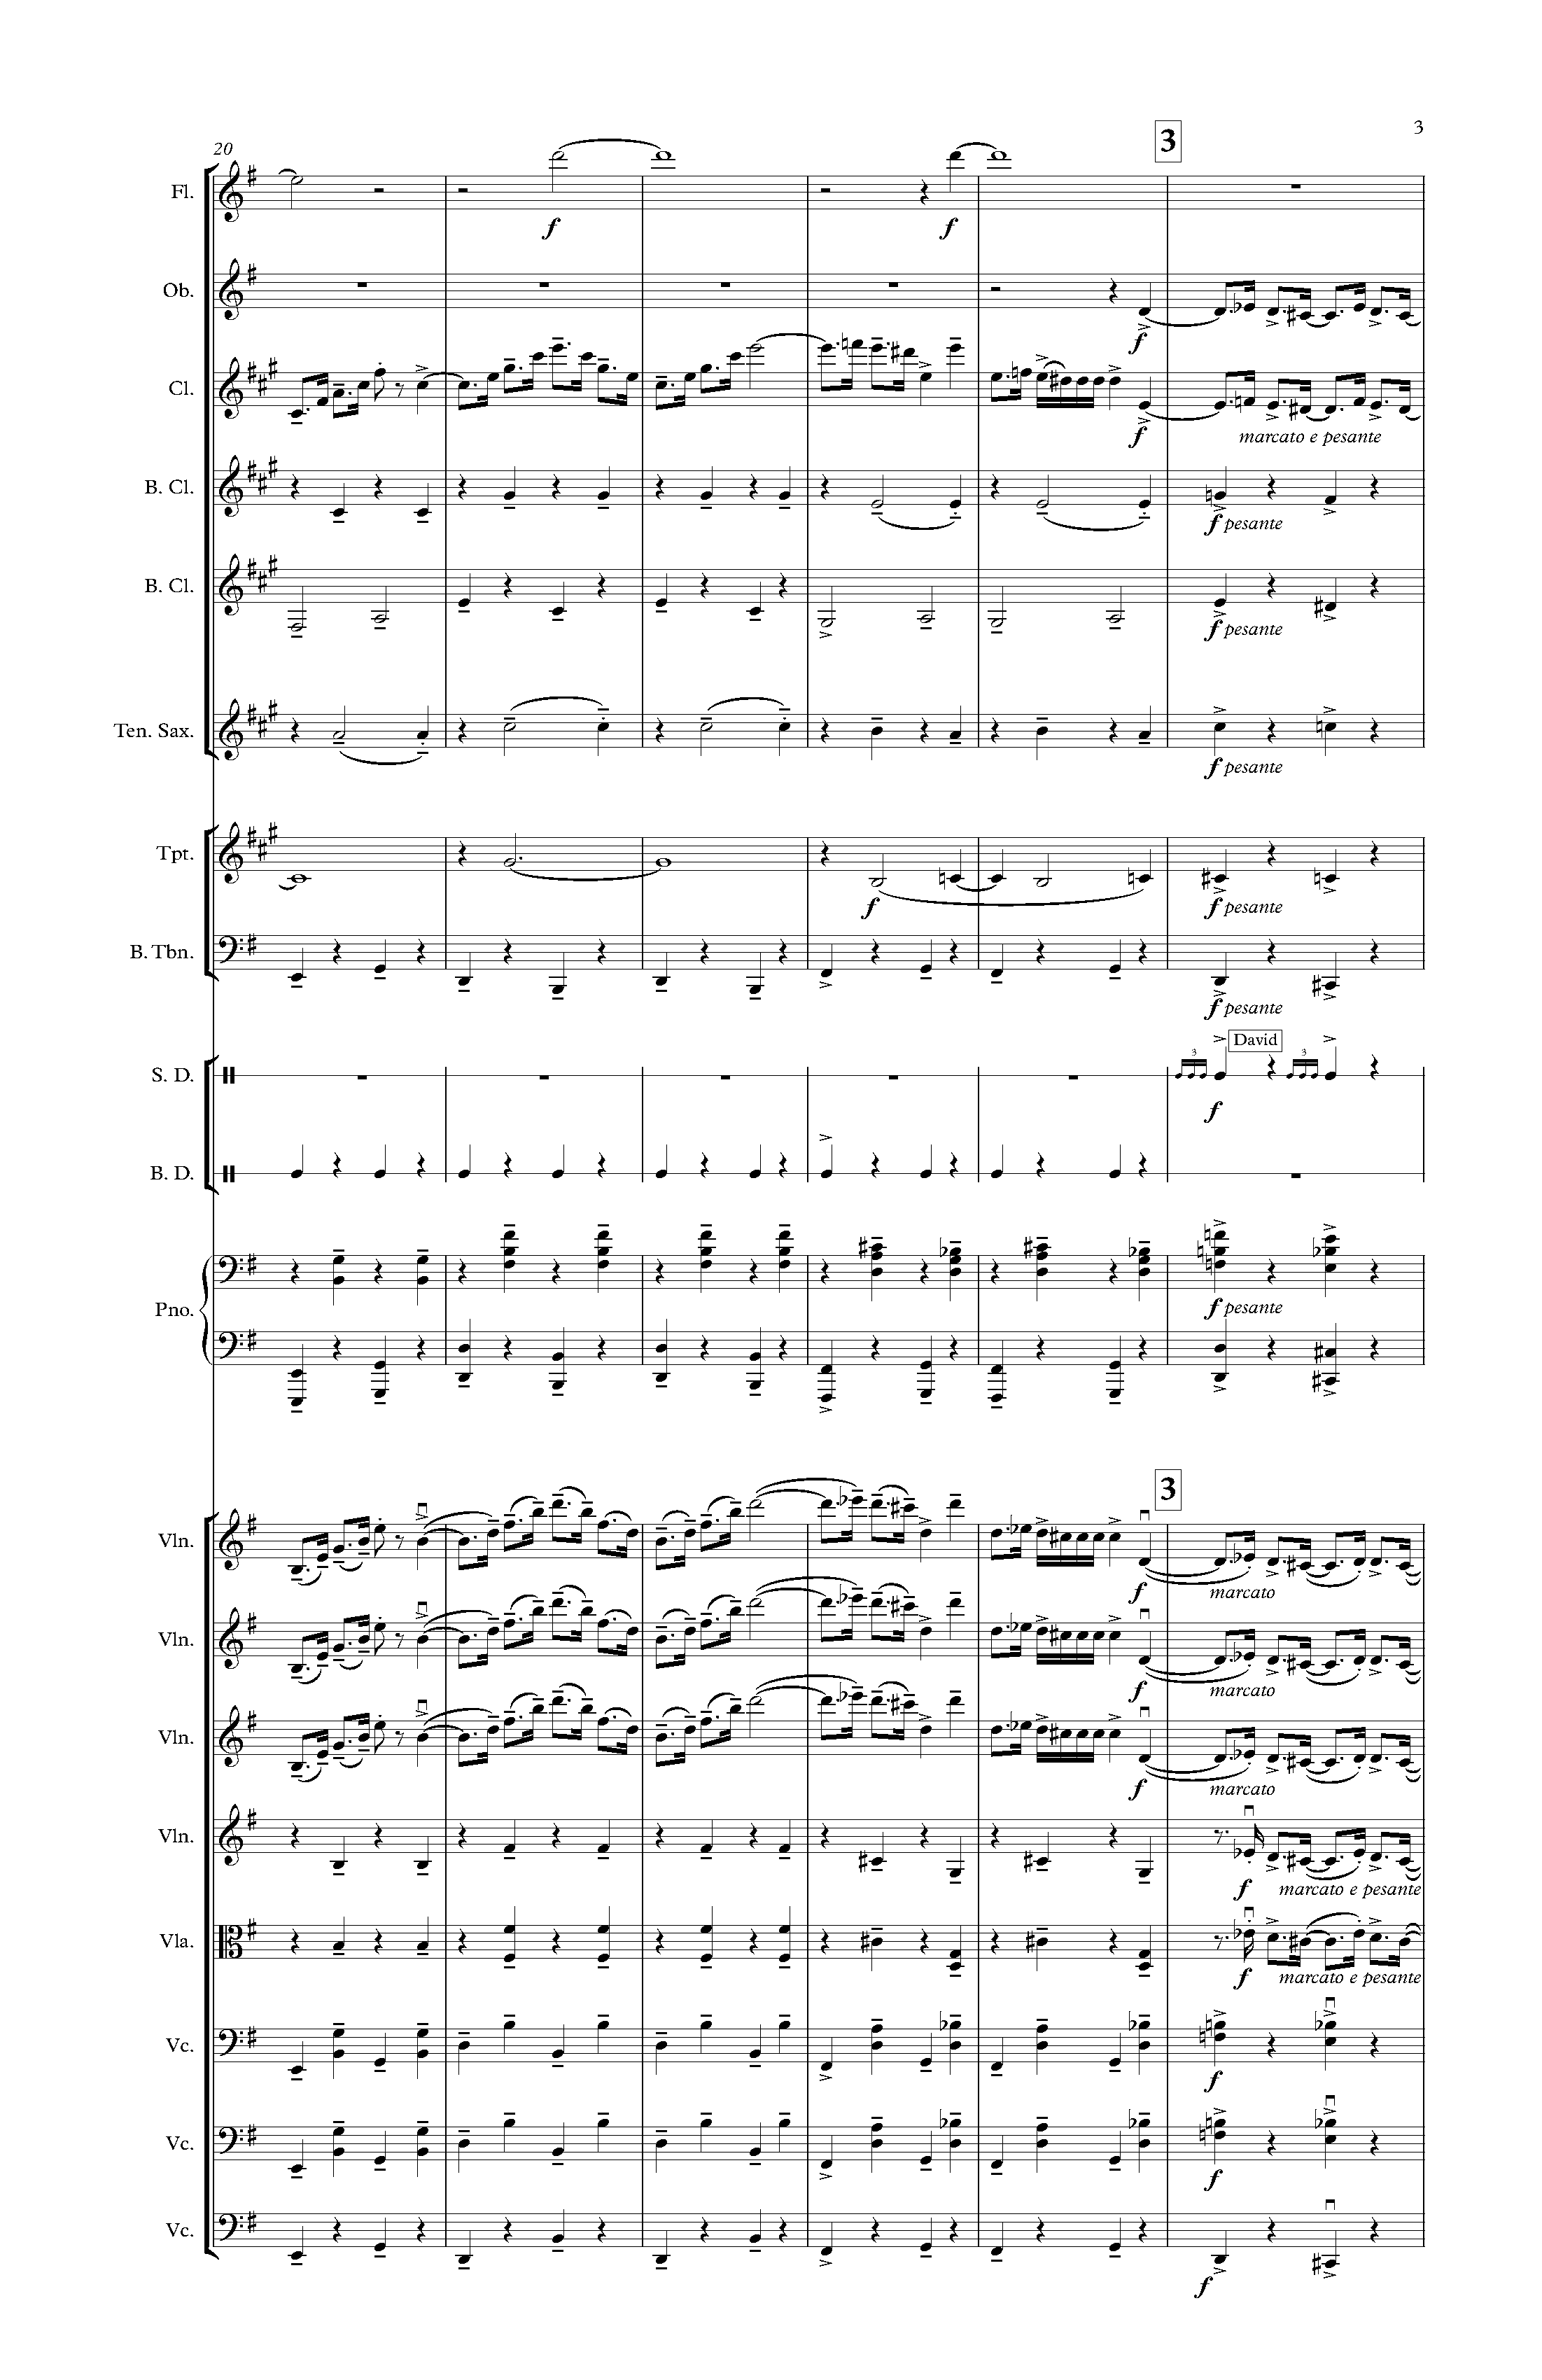 3
3
20
Fl.
f
f
Ob.
f
Cl.
f
marcato e pesante
B. Cl.
f pesante
B. Cl.
f pesante
Ten. Sax.
f pesante
Tpt.
f
f pesante
B. Tbn.
f pesante
David
3
3
S. D.
f
B. D.
Pno.
f pesante
3
Vln.
f
marcato
Vln.
f
marcato
Vln.
f
marcato
Vln.
f
marcato e pesante
Vla.
f
marcato e pesante
Vc.
f
Vc.
f
Vc.
f